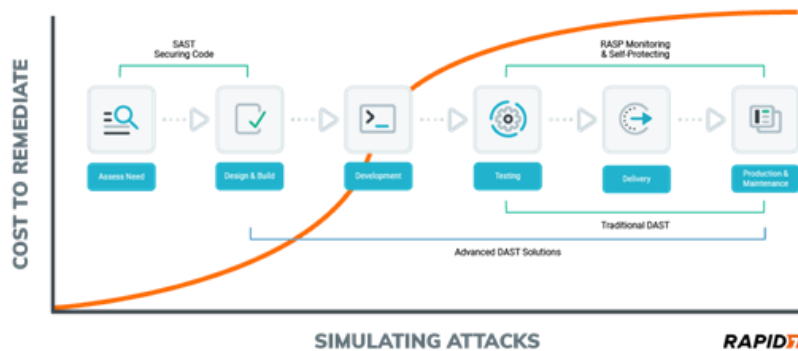 SAST
Securing Code
RASP Monitoring
& Self-Protecting
COST TO REMEDIATE
Assess Need
Design & Build
Development
Testing
Delivery
Production &
Maintenance
Traditional DAST
Advanced DAST Solutions
SIMULATING ATTACKS
RAPID7